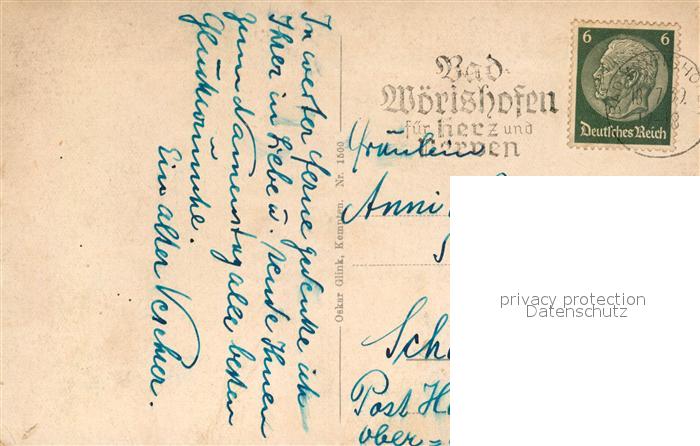 In werter Ferne gedenke ich
Ihrer in Liebe u. sende Ihnen
zum Namenstag alle besten
Glückwünsche.
Ein alter Verehrer.
Oskar Glink, Kempten. Nr. 1500
Bad
Wörishofen
für Herz und
Nerven
6 6
Deutsches Reich
Fräulein
Anni
Sch
Post H
ober=
privacy protection
Datenschutz